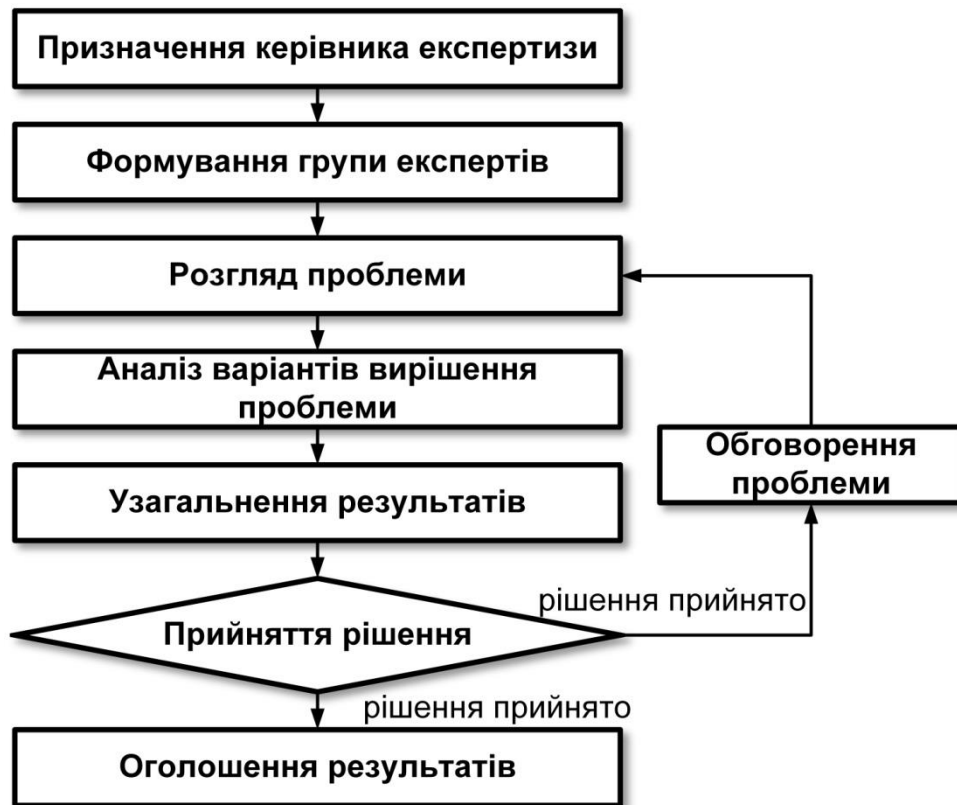 Призначення керівника експертизи
Формування групи експертів
Розгляд проблеми
Аналіз варіантів вирішення
проблеми
Обговорення
проблеми
Узагальнення результатів
рішення прийнято
Прийняття рішення
рішення прийнято
Оголошення результатів